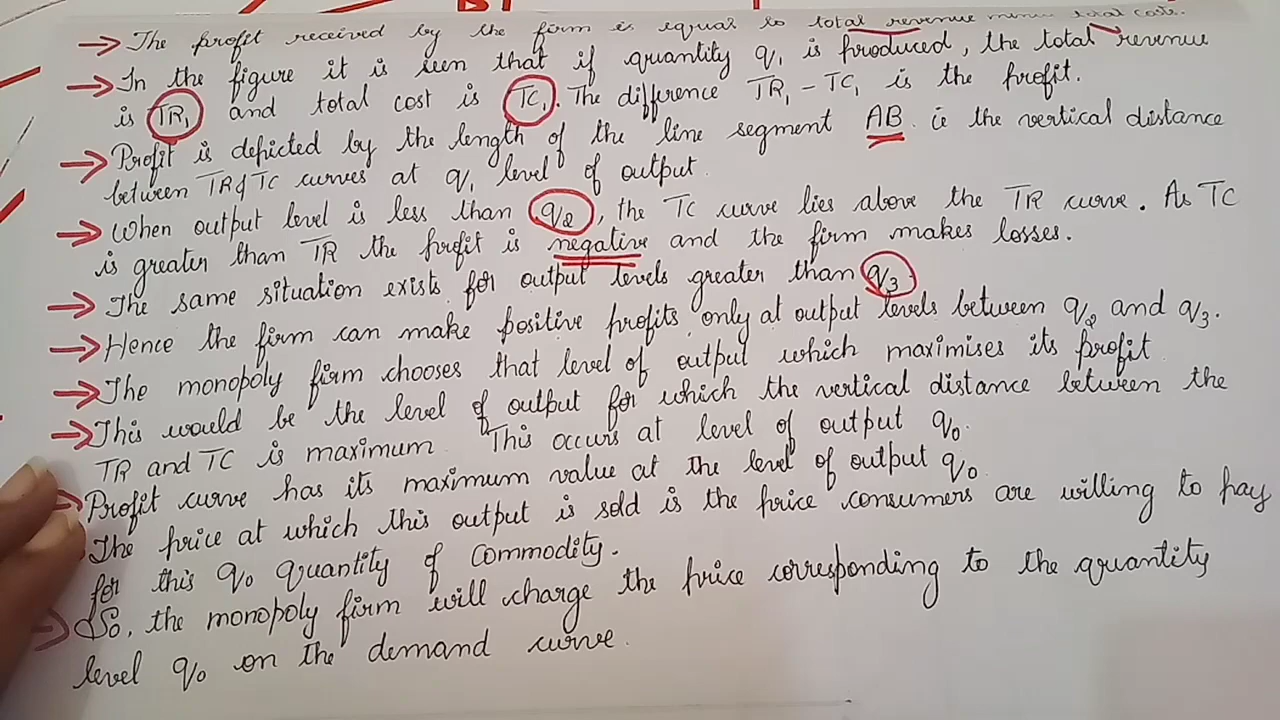 → The profit received by the firm is equal to total revenue minus total costs.
→ In the figure it is seen that if quantity q₁ is produced, the total revenue
is TR₁ and total cost is TC₁. The difference TR₁ - TC₁ is the profit.
→ Profit is depicted by the length of the line segment AB ie the vertical distance
between TR & TC curves at q₁ level of output.
→ When output level is less than q₂, the TC curve lies above the TR curve. As TC
is greater than TR the profit is negative and the firm makes losses.
→ The same situation exists for output levels greater than q₃
→ Hence the firm can make positive profits only at output levels between q₂ and q₃.
→ The monopoly firm chooses that level of output which maximises its profit
→ This would be the level of output for which the vertical distance between the
TR and TC is maximum. This occurs at level of output q₀.
→ Profit curve has its maximum value at the level of output q₀.
The price at which this output is sold is the price consumers are willing to pay
for this q₀ quantity of commodity.
→ So, the monopoly firm will charge the price corresponding to the quantity
level q₀ on the demand curve.